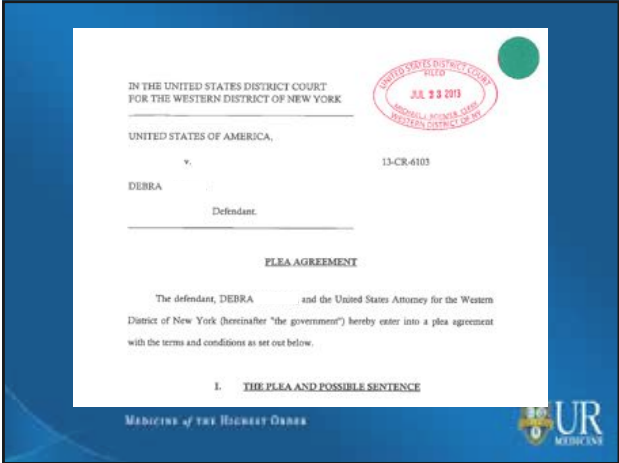 UNITED STATES DISTRICT COURT
FILED
JUL 23 2013
WESTERN DISTRICT OF NY
IN THE UNITED STATES DISTRICT COURT
FOR THE WESTERN DISTRICT OF NEW YORK
UNITED STATES OF AMERICA,
v.
13-CR-6103
DEBRA
Defendant.
PLEA AGREEMENT
The defendant, DEBRA and the United States Attorney for the Western
District of New York (hereinafter "the government") hereby enter into a plea agreement
with the terms and conditions as set out below.
I. THE PLEA AND POSSIBLE SENTENCE
MEDICINE of THE HIGHEST ORDER
UR
MEDICINE